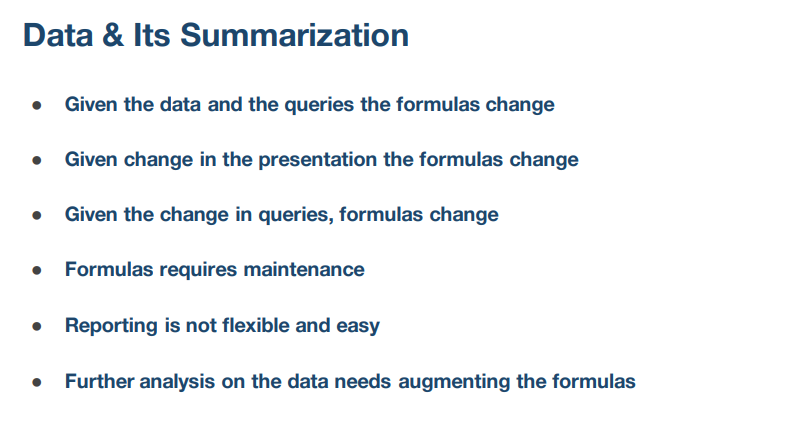 Data & Its Summarization
● Given the data and the queries the formulas change
● Given change in the presentation the formulas change
● Given the change in queries, formulas change
● Formulas requires maintenance
● Reporting is not flexible and easy
● Further analysis on the data needs augmenting the formulas